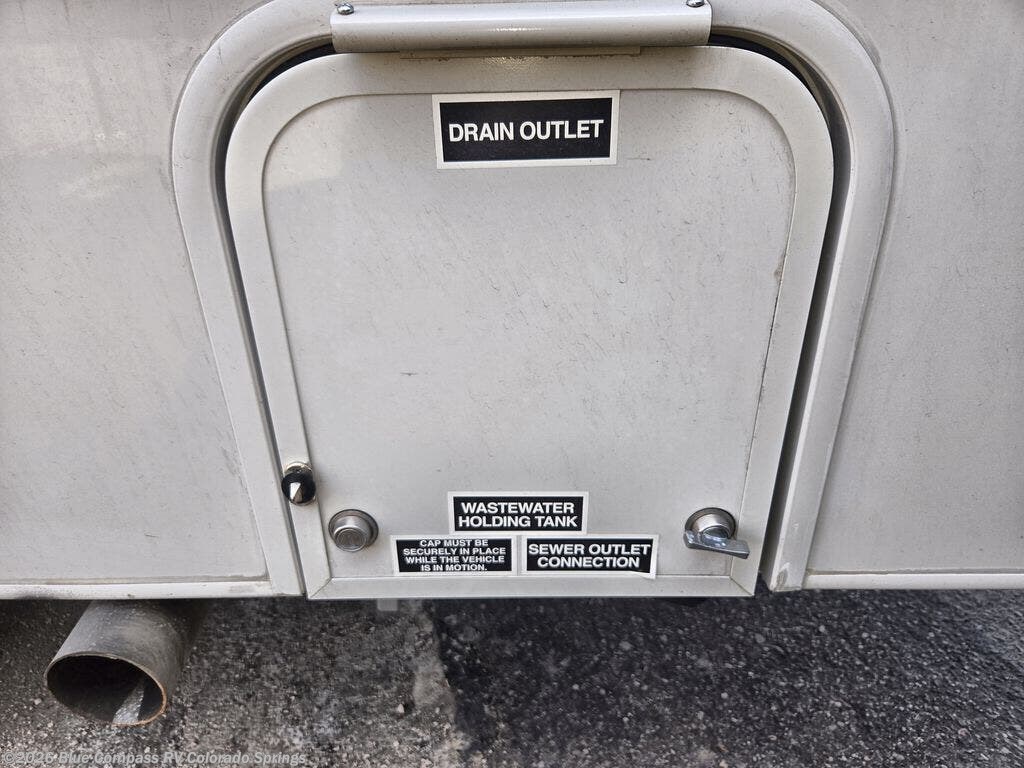 DRAIN OUTLET
WASTEWATER
HOLDING TANK
CAP MUST BE
SECURELY IN PLACE
WHILE THE VEHICLE
IS IN MOTION.
SEWER OUTLET
CONNECTION
©2026 Blue Compass RV Colorado Springs